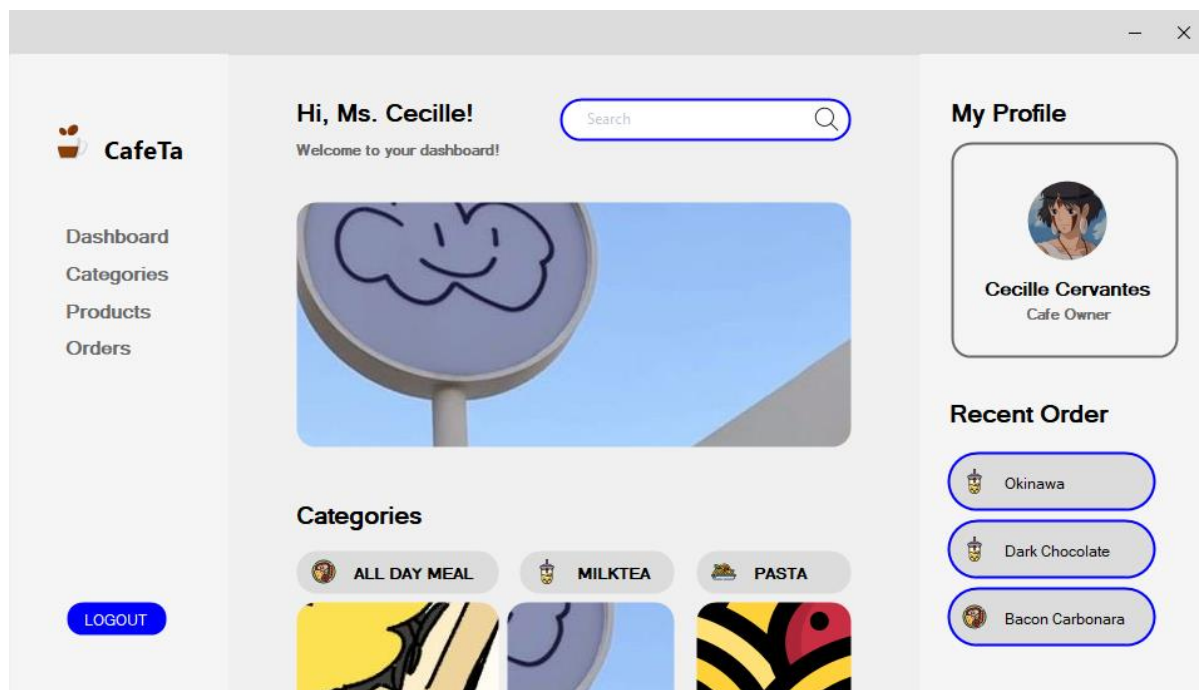 CafeTa
Dashboard
Categories
Products
Orders
LOGOUT
Hi, Ms. Cecille!
Welcome to your dashboard!
Search
Categories
ALL DAY MEAL
MILKTEA
PASTA
My Profile
Cecille Cervantes
Cafe Owner
Recent Order
Okinawa
Dark Chocolate
Bacon Carbonara